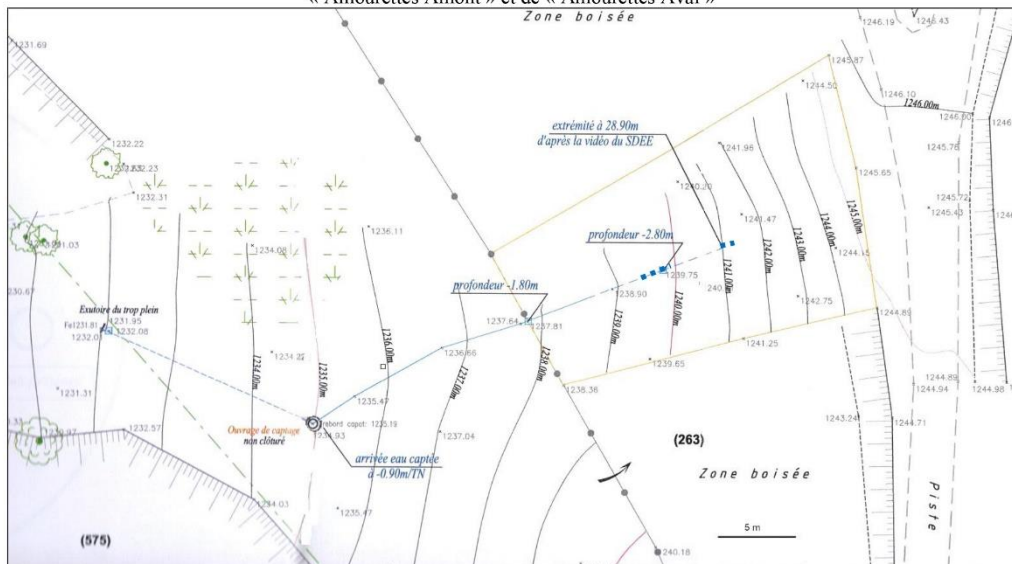 « Amourettes Amont » et de « Amourettes Aval »
Zone boisée
1246.19
1246.43
1231.69
1245.87
1244.50
1246.10
1246.00m
1246.00
extrémité à 28.90m
d'après la vidéo du SDEE
1232.22
1241.98
1245.78
1232.23
1232.31
1240.20
1245.65
1245.72
1245.43
1241.47
1245.00m
1236.11
1244.00m
1243.00m
1242.00m
1241.00m
1234.08
profondeur -2.80m
1239.75
profondeur -1.80m
1238.90
1240.00m
1242.75
1244.89
Exutoire du trop plein
Fe1231.81
1231.95
1232.08
1232.01
1237.64
1237.81
1239.00m
1236.66
1236.00m
1234.22
1241.25
1235.00m
1234.00m
1237.00m
1238.00m
1239.65
1238.36
1244.89
1244.94
1244.98
1231.31
1235.47
1243.24
1244.71
Ouvrage de captage
non clôturé
rebord capot: 1235.19
1234.93
1232.57
1237.04
(263)
arrivée eau captée
à -0.90m/TN
Zone boisée
Piste
1234.03
1235.47
5 m
(575)
240.18